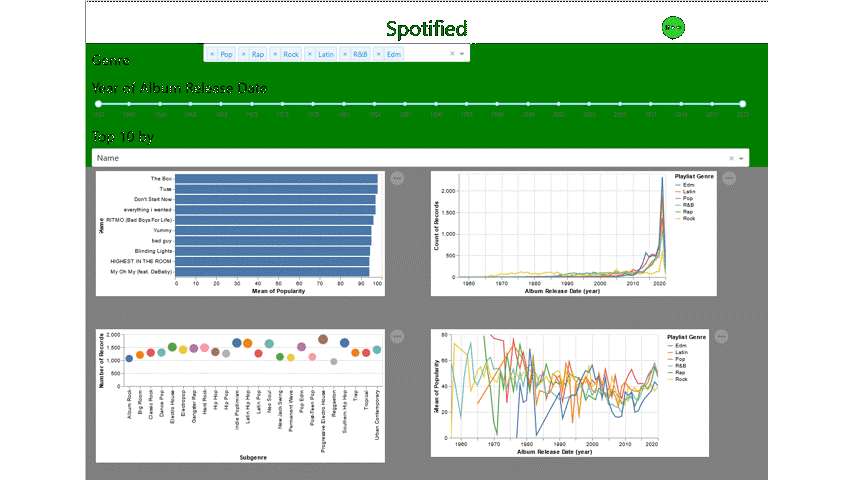 Spotified
Genre
× Pop × Rap × Rock × Latin × R&B × Edm
Year of Album Release Date
Top 10 by
Name
Name
The Box
Tusa
Don't Start Now
everything i wanted
RITMO (Bad Boys For Life)
Yummy
bad guy
Blinding Lights
HIGHEST IN THE ROOM
My Oh My (feat. DaBaby)
0 10 20 30 40 50 60 70 80 90 100
Mean of Popularity
Count of Records
2,000
1,500
1,000
500
0
1960 1970 1980 1990 2000 2010 2020
Album Release Date (year)
Playlist Genre
Edm
Latin
Pop
R&B
Rap
Rock
Number of Records
2,000
1,500
1,000
500
0
Album Rock
Big Room
Classic Rock
Dance Pop
Electro House
Electropop
Gangster Rap
Hard Rock
Hip Hop
Hip Pop
Indie Poptimism
Latin Hip Hop
Latin Pop
Neo Soul
New Jack Swing
Permanent Wave
Pop Edm
Post-Teen Pop
Progressive Electro House
Reggaeton
Southern Hip Hop
Trap
Tropical
Urban Contemporary
Subgenre
Mean of Popularity
80
60
40
20
0
1960 1970 1980 1990 2000 2010 2020
Album Release Date (year)
Playlist Genre
Edm
Latin
Pop
R&B
Rap
Rock